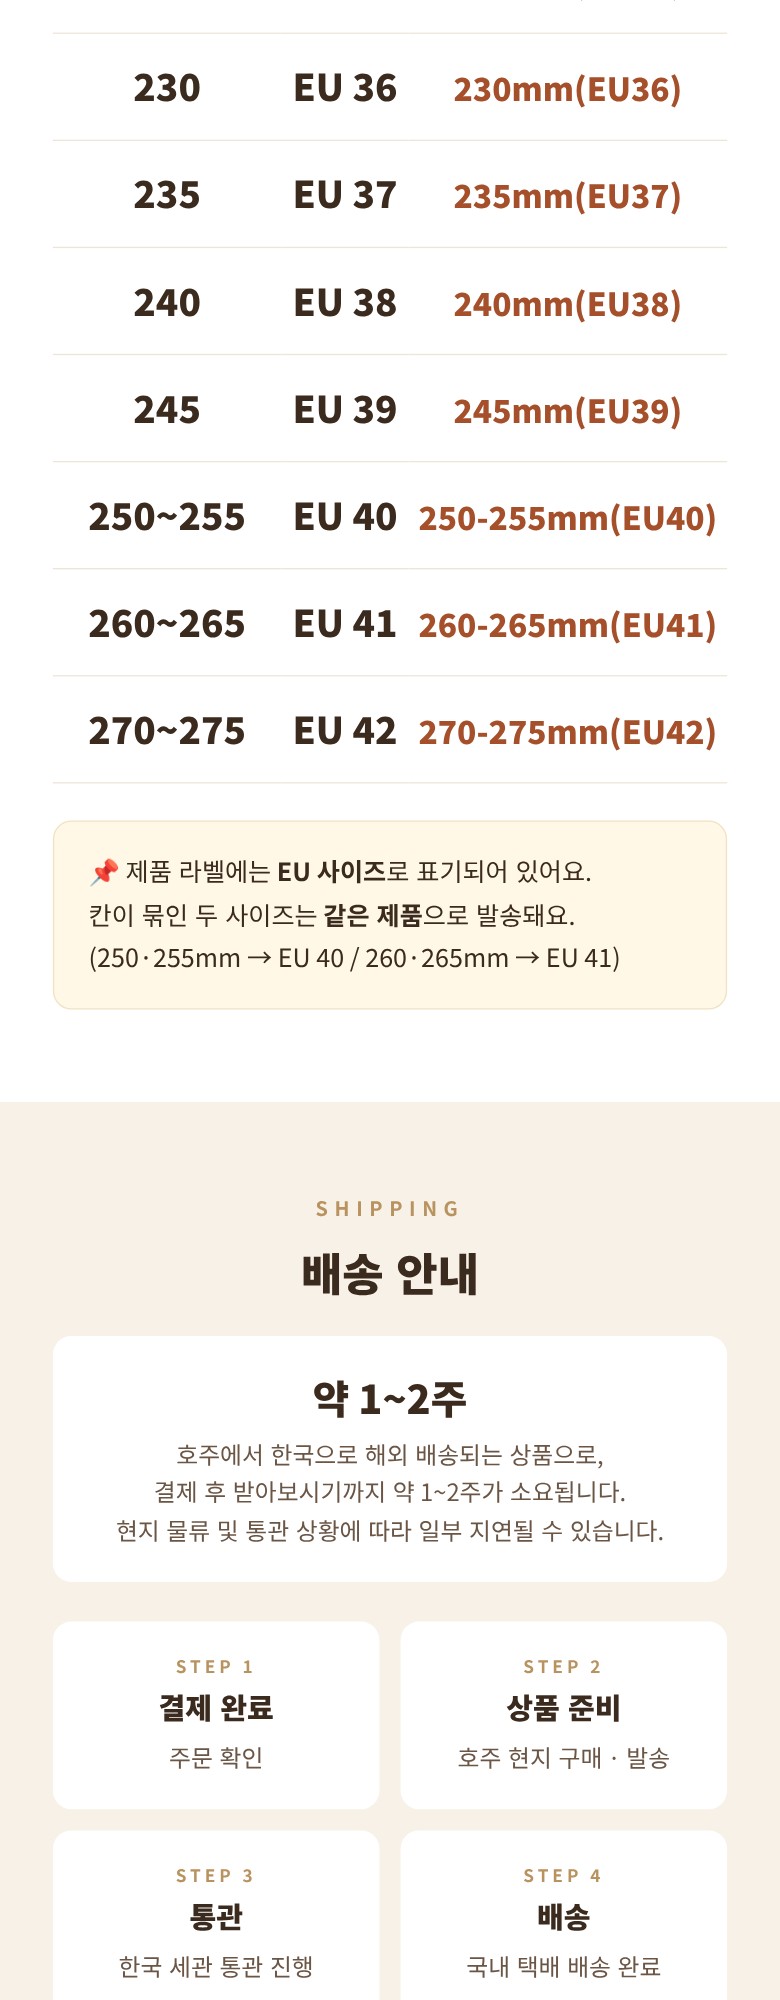 230 EU 36 230mm(EU36)
235 EU 37 235mm(EU37)
240 EU 38 240mm(EU38)
245 EU 39 245mm(EU39)
250~255 EU 40 250-255mm(EU40)
260~265 EU 41 260-265mm(EU41)
270~275 EU 42 270-275mm(EU42)
📌 제품 라벨에는 EU 사이즈로 표기되어 있어요.
칸이 묶인 두 사이즈는 같은 제품으로 발송돼요.
(250·255mm → EU 40 / 260·265mm → EU 41)
SHIPPING
배송 안내
약 1~2주
호주에서 한국으로 해외 배송되는 상품으로,
결제 후 받아보시기까지 약 1~2주가 소요됩니다.
현지 물류 및 통관 상황에 따라 일부 지연될 수 있습니다.
STEP 1
결제 완료
주문 확인
STEP 2
상품 준비
호주 현지 구매 · 발송
STEP 3
통관
한국 세관 통관 진행
STEP 4
배송
국내 택배 배송 완료